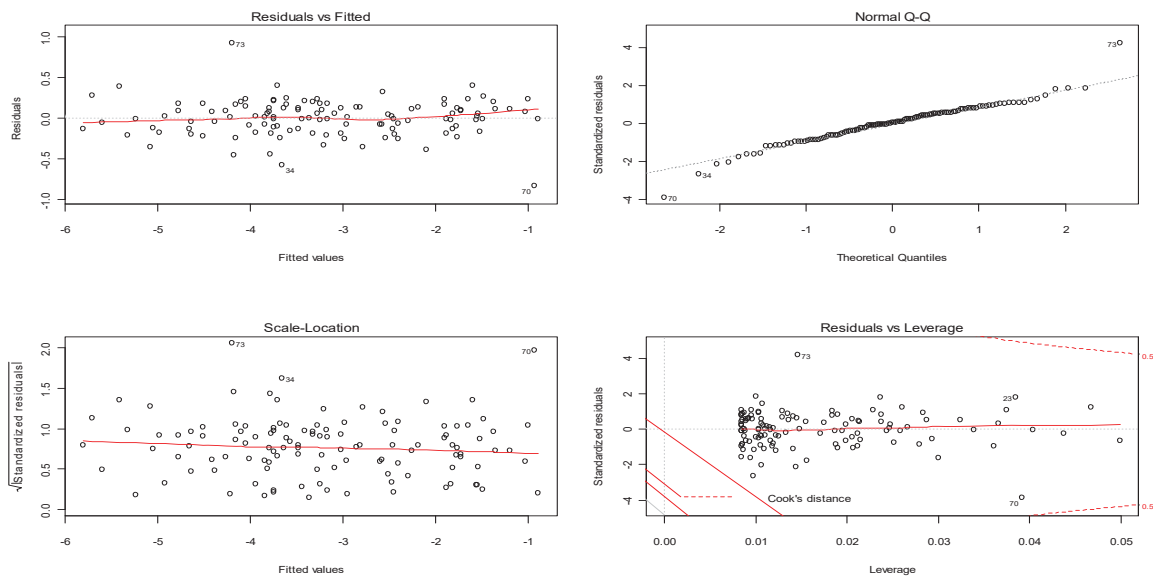 Residuals vs Fitted
Residuals
1.0
0.5
0.0
-0.5
-1.0
73
34
70
-6 -5 -4 -3 -2 -1
Fitted values
Normal Q-Q
Standardized residuals
4
2
0
-2
-4
73
34
70
-2 -1 0 1 2
Theoretical Quantiles
Scale-Location
√|Standardized residuals|
2.0
1.5
1.0
0.5
0.0
73
70
34
-6 -5 -4 -3 -2 -1
Fitted values
Residuals vs Leverage
Standardized residuals
4
2
0
-2
-4
73
23
70
0.5
0.5
Cook's distance
0.00 0.01 0.02 0.03 0.04 0.05
Leverage